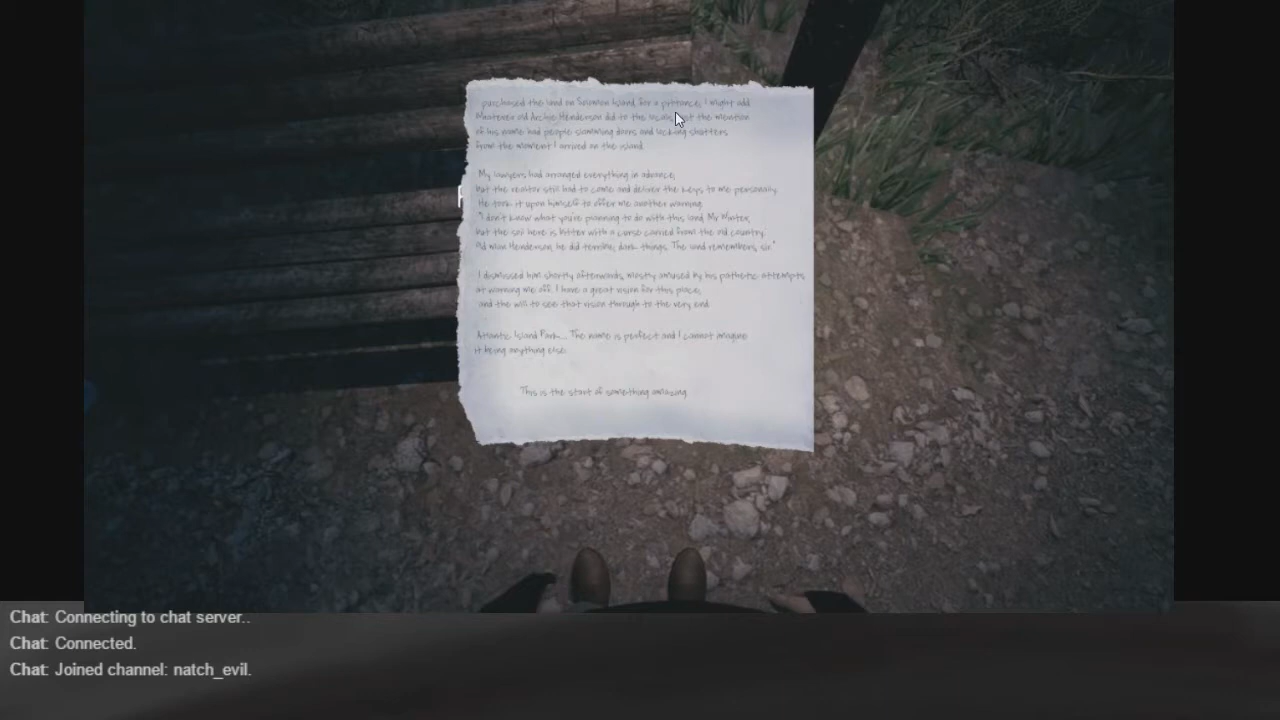 purchased the land on Solomon Island for a pittance, I might add
Whatever old Archie Henderson did to the locals, just the mention
of his name had people slamming doors and locking shutters
from the moment I arrived on the island.
My lawyers had arranged everything in advance,
but the realtor still had to come and deliver the keys to me personally.
He took it upon himself to offer me another warning.
"I don't know what you're planning to do with this land, Mr Winter,
but the soil here is bitter with a curse carried from the old country.
Old man Henderson, he did terrible, dark things. The land remembers, sir."
I dismissed him shortly afterwards, mostly amused by his pathetic attempts
at warning me off. I have a great vision for this place,
and the will to see that vision through to the very end.
Atlantic Island Park... The name is perfect and I cannot imagine
it being anything else.
This is the start of something amazing.
Chat: Connecting to chat server..
Chat: Connected.
Chat: Joined channel: natch_evil.